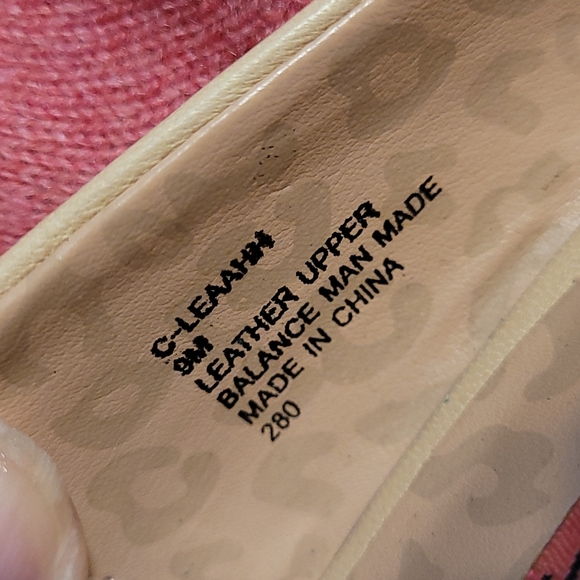 C-LEAAHH
9M
LEATHER UPPER
BALANCE MAN MADE
MADE IN CHINA
280